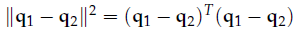 ‖q1 − q2‖² = (q1 − q2)ᵀ(q1 − q2)